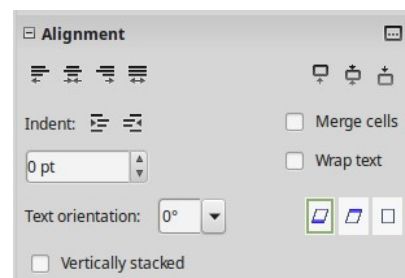 Alignment
Indent:
Merge cells
0 pt
Wrap text
Text orientation: 0°
Vertically stacked